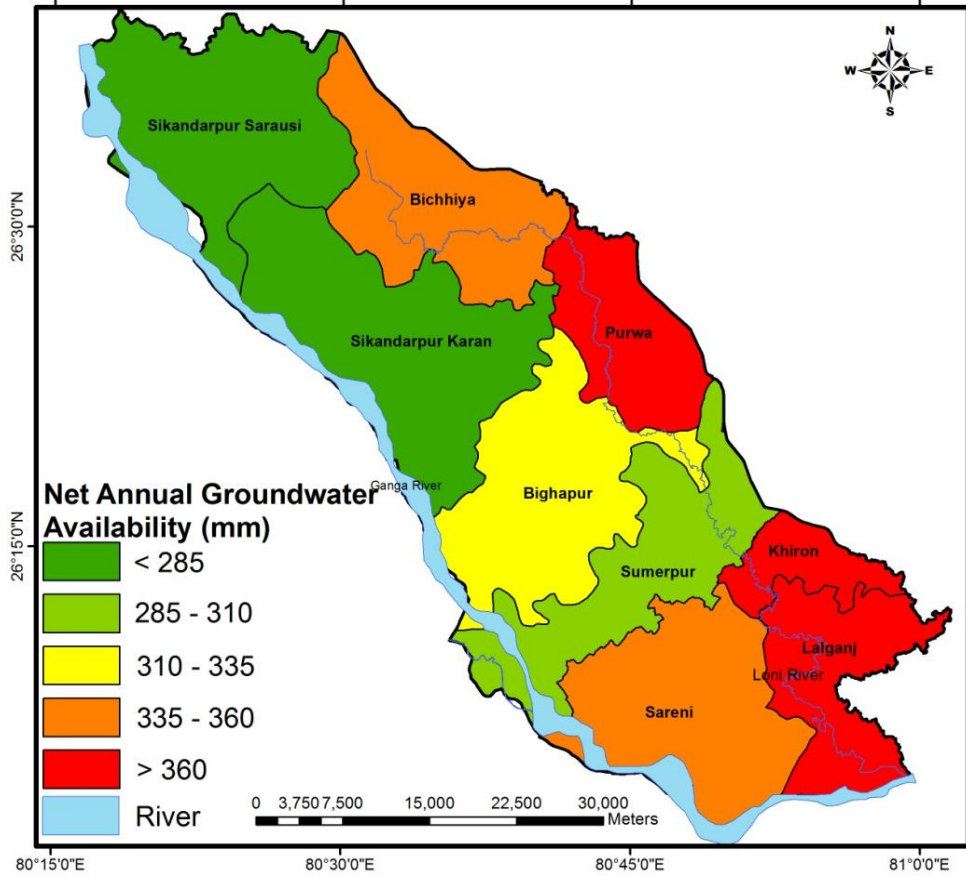 N
W E
S
Sikandarpur Sarausi
Bichhiya
26°30'0"N
Purwa
Sikandarpur Karan
Ganga River
Net Annual Groundwater
Availability (mm)
Bighapur
26°15'0"N
Khiron
< 285
Sumerpur
285 - 310
Lalganj
310 - 335
Loni River
335 - 360
Sareni
> 360
River
0 3,750 7,500 15,000 22,500 30,000
Meters
80°15'0"E 80°30'0"E 80°45'0"E 81°0'0"E